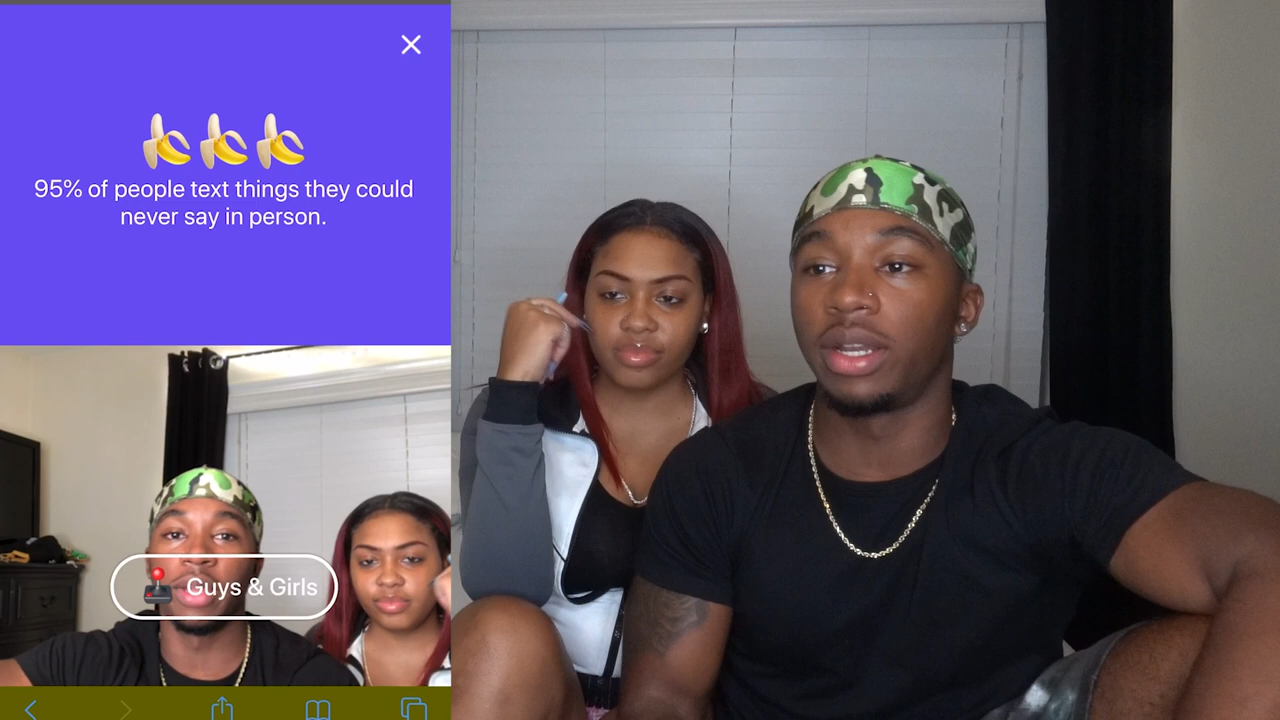 95% of people text things they could
never say in person.
Guys & Girls